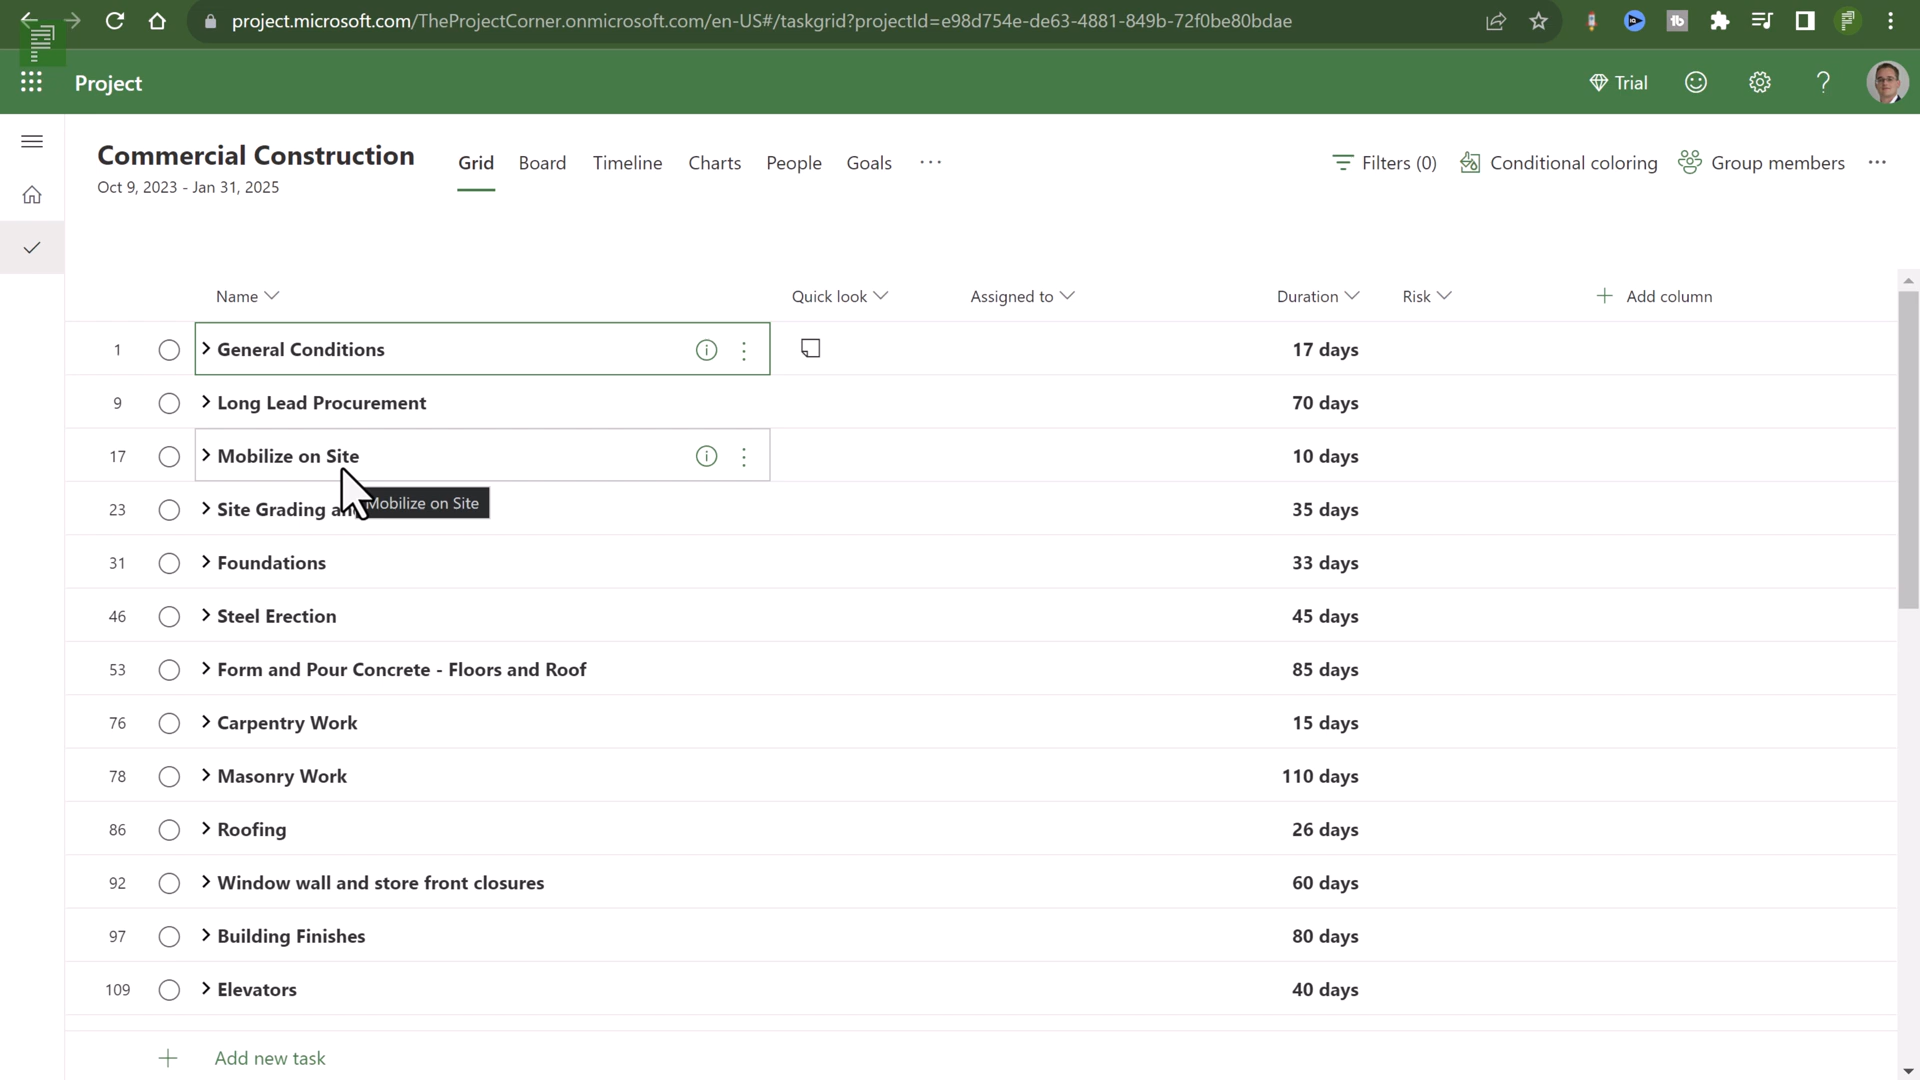 project.microsoft.com/TheProjectCorner.onmicrosoft.com/en-US#/taskgrid?projectId=e98d754e-de63-4881-849b-72f0be80bdae
Project
Trial
Commercial Construction
Oct 9, 2023 - Jan 31, 2025
Grid Board Timeline Charts People Goals ···
Filters (0) Conditional coloring Group members ···
Name Quick look Assigned to Duration Risk + Add column
1 General Conditions 17 days
9 Long Lead Procurement 70 days
17 Mobilize on Site 10 days
Mobilize on Site
23 Site Grading 35 days
31 Foundations 33 days
46 Steel Erection 45 days
53 Form and Pour Concrete - Floors and Roof 85 days
76 Carpentry Work 15 days
78 Masonry Work 110 days
86 Roofing 26 days
92 Window wall and store front closures 60 days
97 Building Finishes 80 days
109 Elevators 40 days
+ Add new task